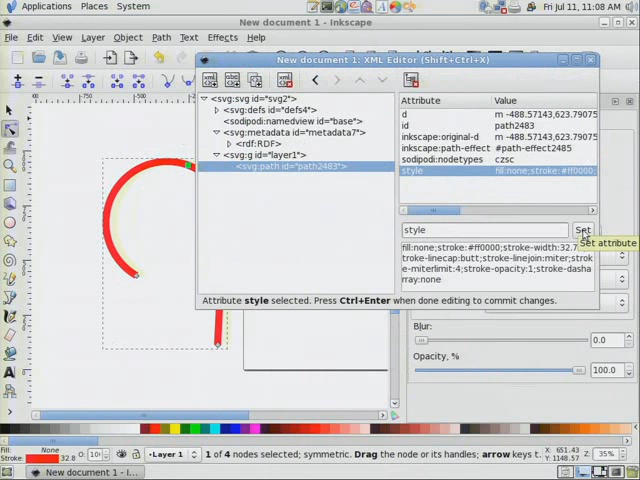 Applications Places System
Fri Jul 11, 11:08 AM
New document 1 - Inkscape
File Edit
Path Text Effects Help
New document 1: XML Editor (Shift+Ctrl+X)
<svg:svg id="svg2">
<svg:defs id="defs4">
<sodipodi:namedview id="base">
<svg:metadata id="metadata7">
<rdf:RDF>
<svg:g id="layer1">
<svg:path id="path2483">
Attribute Value
d m -488.57143,623.79075
id path2483
inkscape:original-d m -488.57143,623.79075
inkscape:path-effect #path-effect2485
sodipodi:nodetypes czsc
style fill:none;stroke:#ff0000;
style Set
Set attribute
fill:none;stroke:#ff0000;stroke-width:32.7
troke-linecap:butt;stroke-linejoin:miter;strok
e-miterlimit:4;stroke-opacity:1;stroke-dasha
rray:none
Attribute style selected. Press Ctrl+Enter when done editing to commit changes.
Blur:
0.0
Opacity, %
100.0
Fill: None
Stroke: 32.8
O:
Layer 1
1 of 4 nodes selected; symmetric. Drag the node or its handles; arrow keys t
X: 651.43
Y: 1148.57
Z: 35%
New document 1 - I...